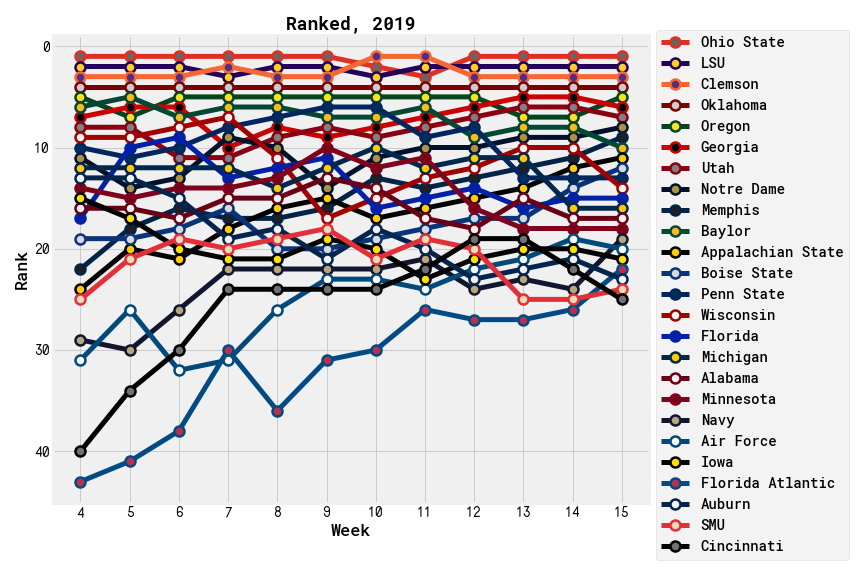 Ranked, 2019
Rank
0
10
20
30
40
4 5 6 7 8 9 10 11 12 13 14 15
Week
Ohio State
LSU
Clemson
Oklahoma
Oregon
Georgia
Utah
Notre Dame
Memphis
Baylor
Appalachian State
Boise State
Penn State
Wisconsin
Florida
Michigan
Alabama
Minnesota
Navy
Air Force
Iowa
Florida Atlantic
Auburn
SMU
Cincinnati